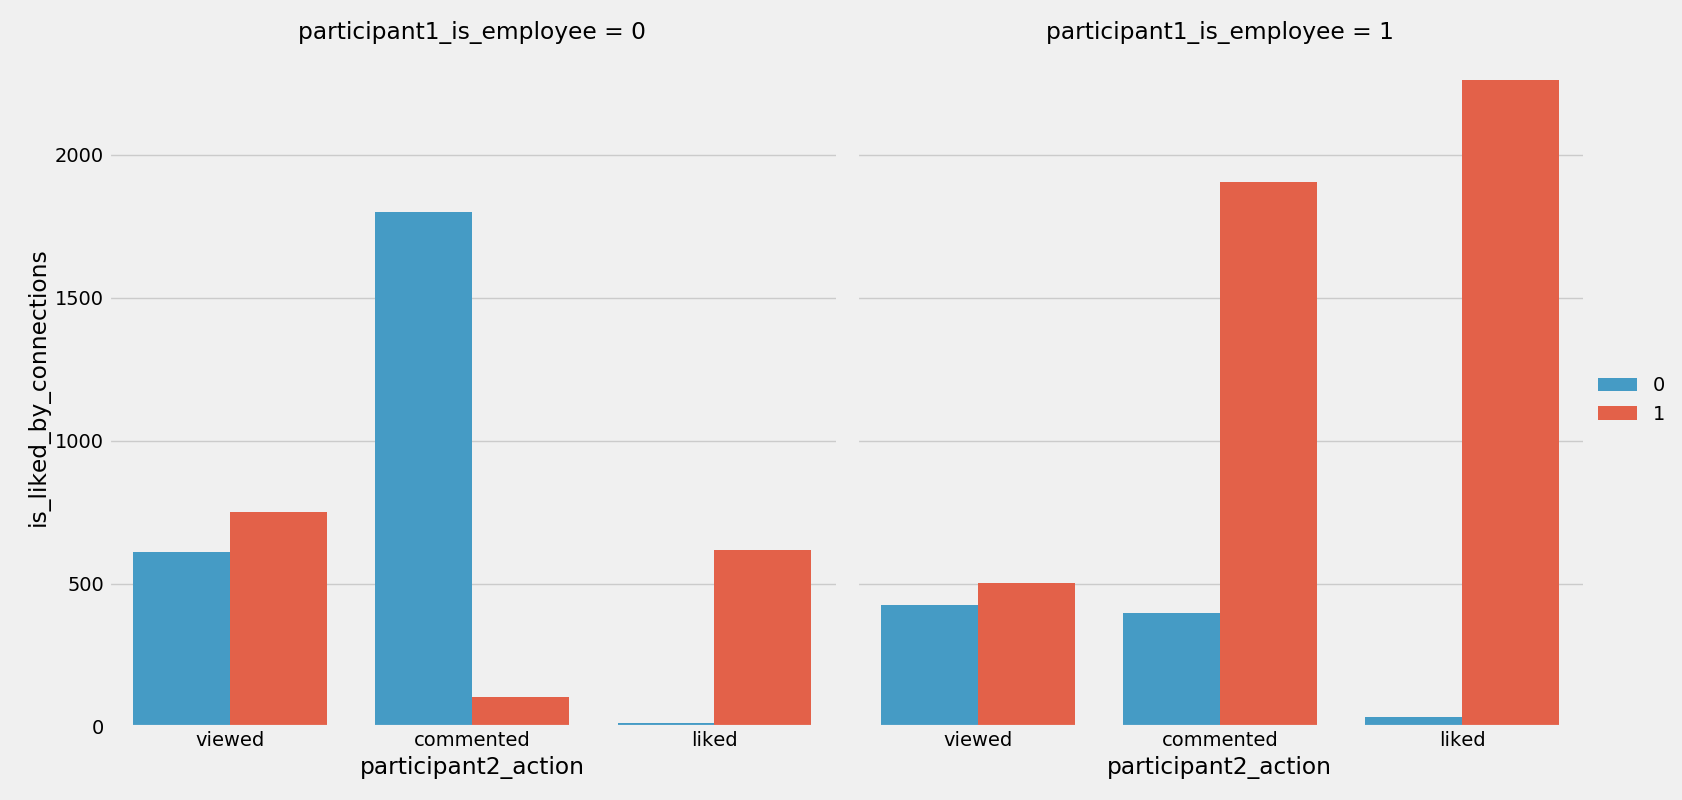 participant1_is_employee = 0
participant1_is_employee = 1
is_liked_by_connections
2000
1500
1000
500
0
viewed
commented
liked
participant2_action
viewed
commented
liked
participant2_action
0
1